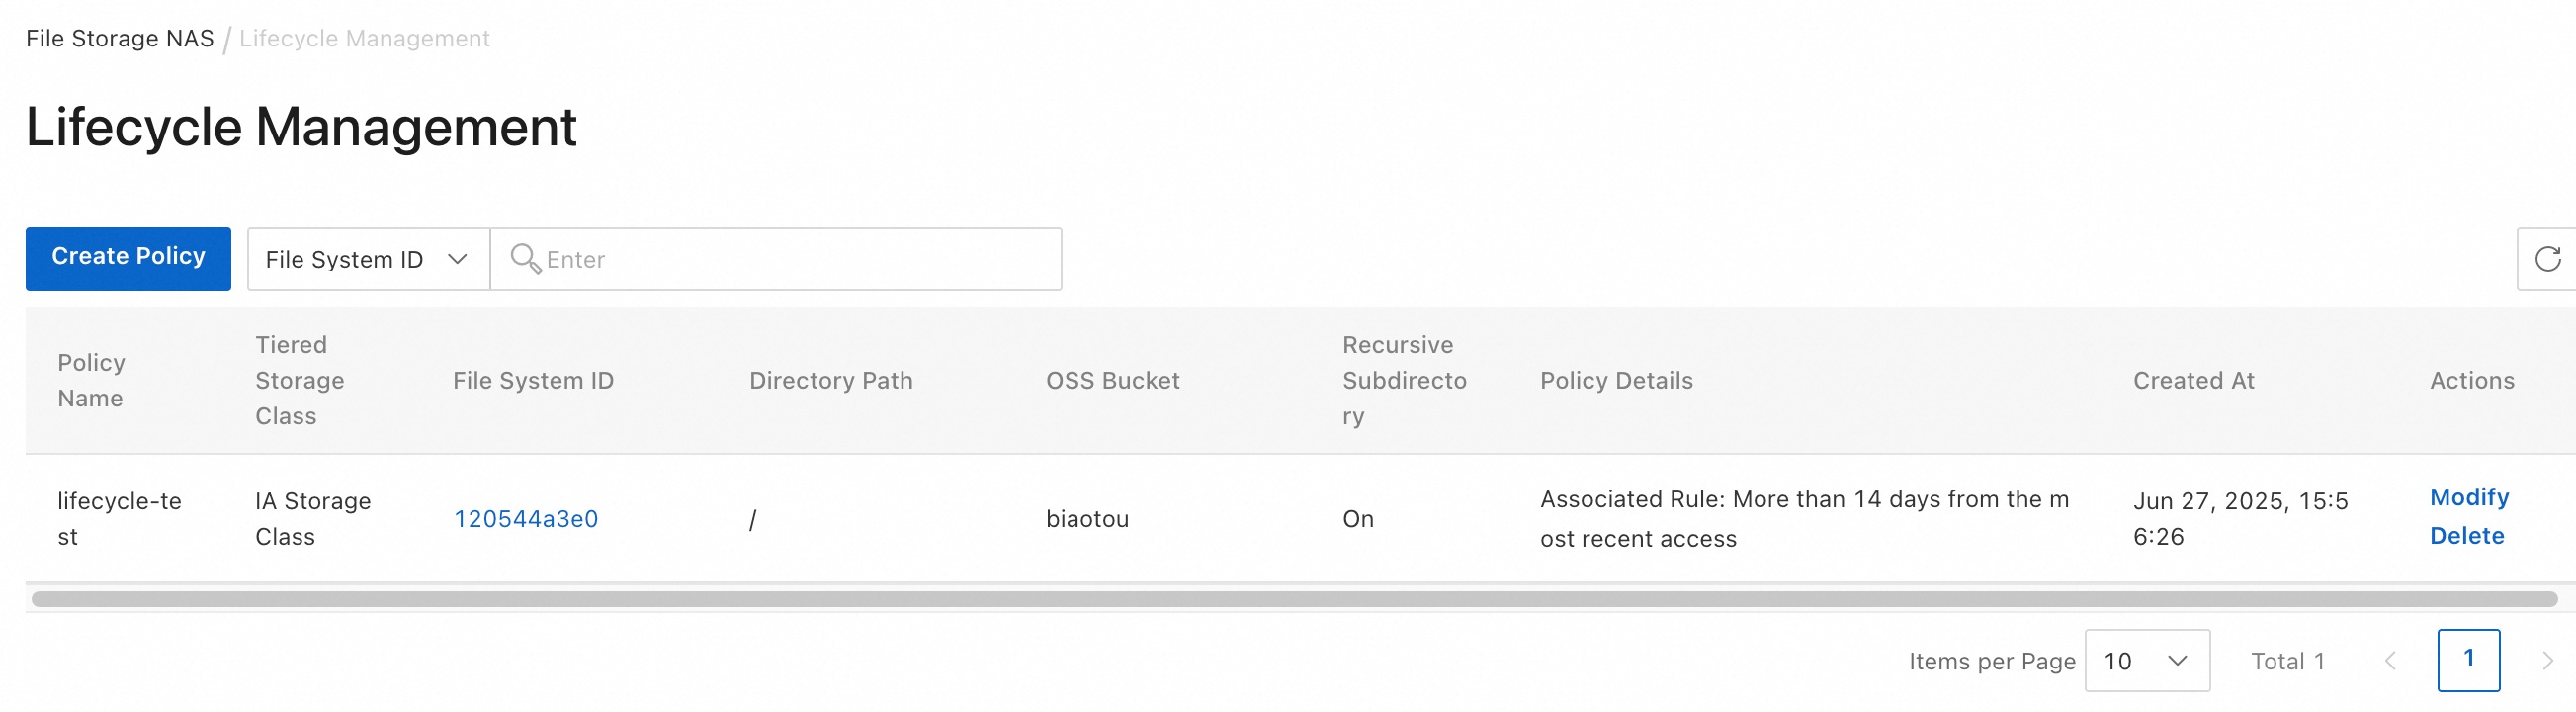 File Storage NAS / Lifecycle Management
Lifecycle Management
Create Policy
File System ID
Enter
Policy
Name
Tiered
Storage
Class
File System ID
Directory Path
OSS Bucket
Recursive
Subdirecto
ry
Policy Details
Created At
Actions
lifecycle-te
st
IA Storage
Class
120544a3e0
/
biaotou
On
Associated Rule: More than 14 days from the m
ost recent access
Jun 27, 2025, 15:5
6:26
Modify
Delete
Items per Page
10
Total 1
1